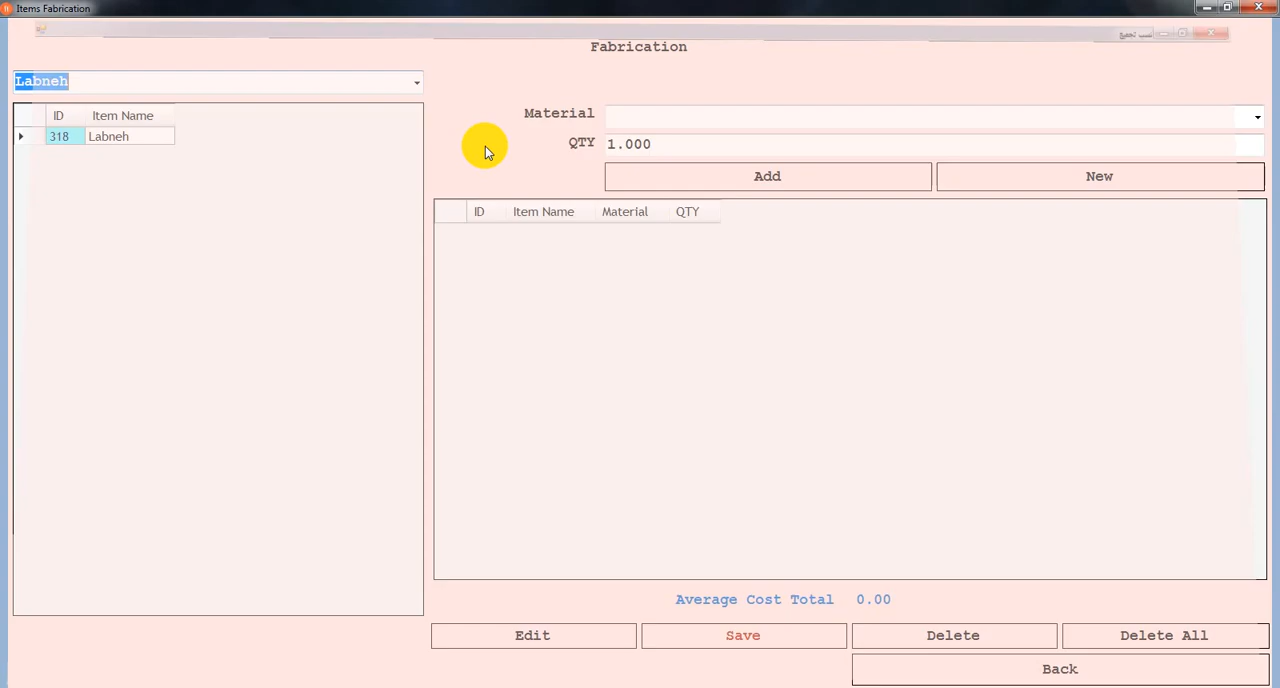 Items Fabrication
Fabrication
Labneh
ID Item Name
318 Labneh
Material
QTY 1.000
Add New
ID Item Name Material QTY
Average Cost Total 0.00
Edit Save Delete Delete All
Back